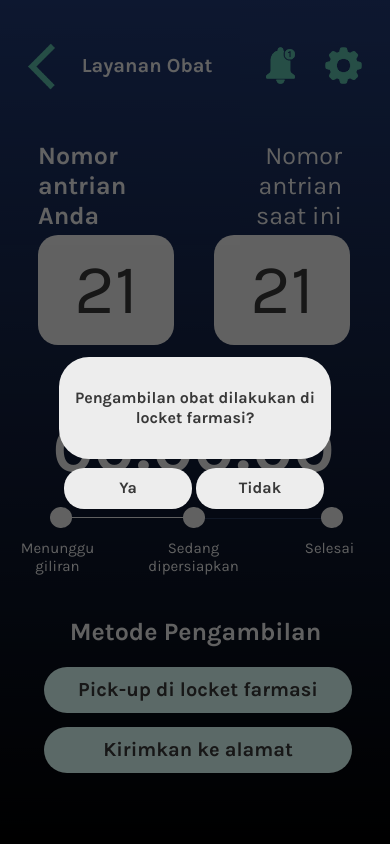 Layanan Obat
1
Nomor
antrian
Anda
Nomor
antrian
saat ini
21
21
Pengambilan obat dilakukan di
locket farmasi?
Ya
Tidak
Menunggu
giliran
Sedang
dipersiapkan
Selesai
Metode Pengambilan
Pick-up di locket farmasi
Kirimkan ke alamat